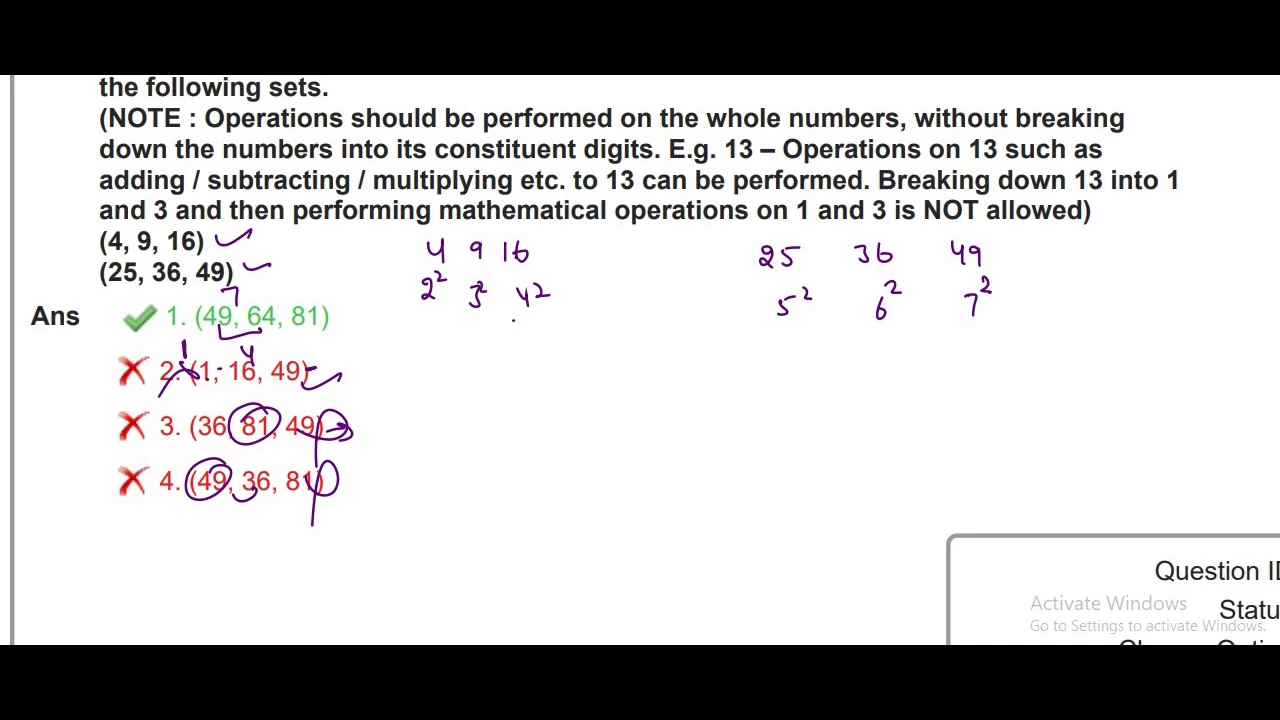 the following sets.
(NOTE : Operations should be performed on the whole numbers, without breaking
down the numbers into its constituent digits. E.g. 13 – Operations on 13 such as
adding / subtracting / multiplying etc. to 13 can be performed. Breaking down 13 into 1
and 3 and then performing mathematical operations on 1 and 3 is NOT allowed)
(4, 9, 16) 4 9 16 25 36 49
(25, 36, 49) 2² 3² 4² 5² 6² 7²
7
Ans 1. (49, 64, 81)
1 4
2. (1, 16, 49)
3. (36, 81, 49)
4. (49, 36, 81)
Question
Activate Windows
Go to Settings to activate Windows.